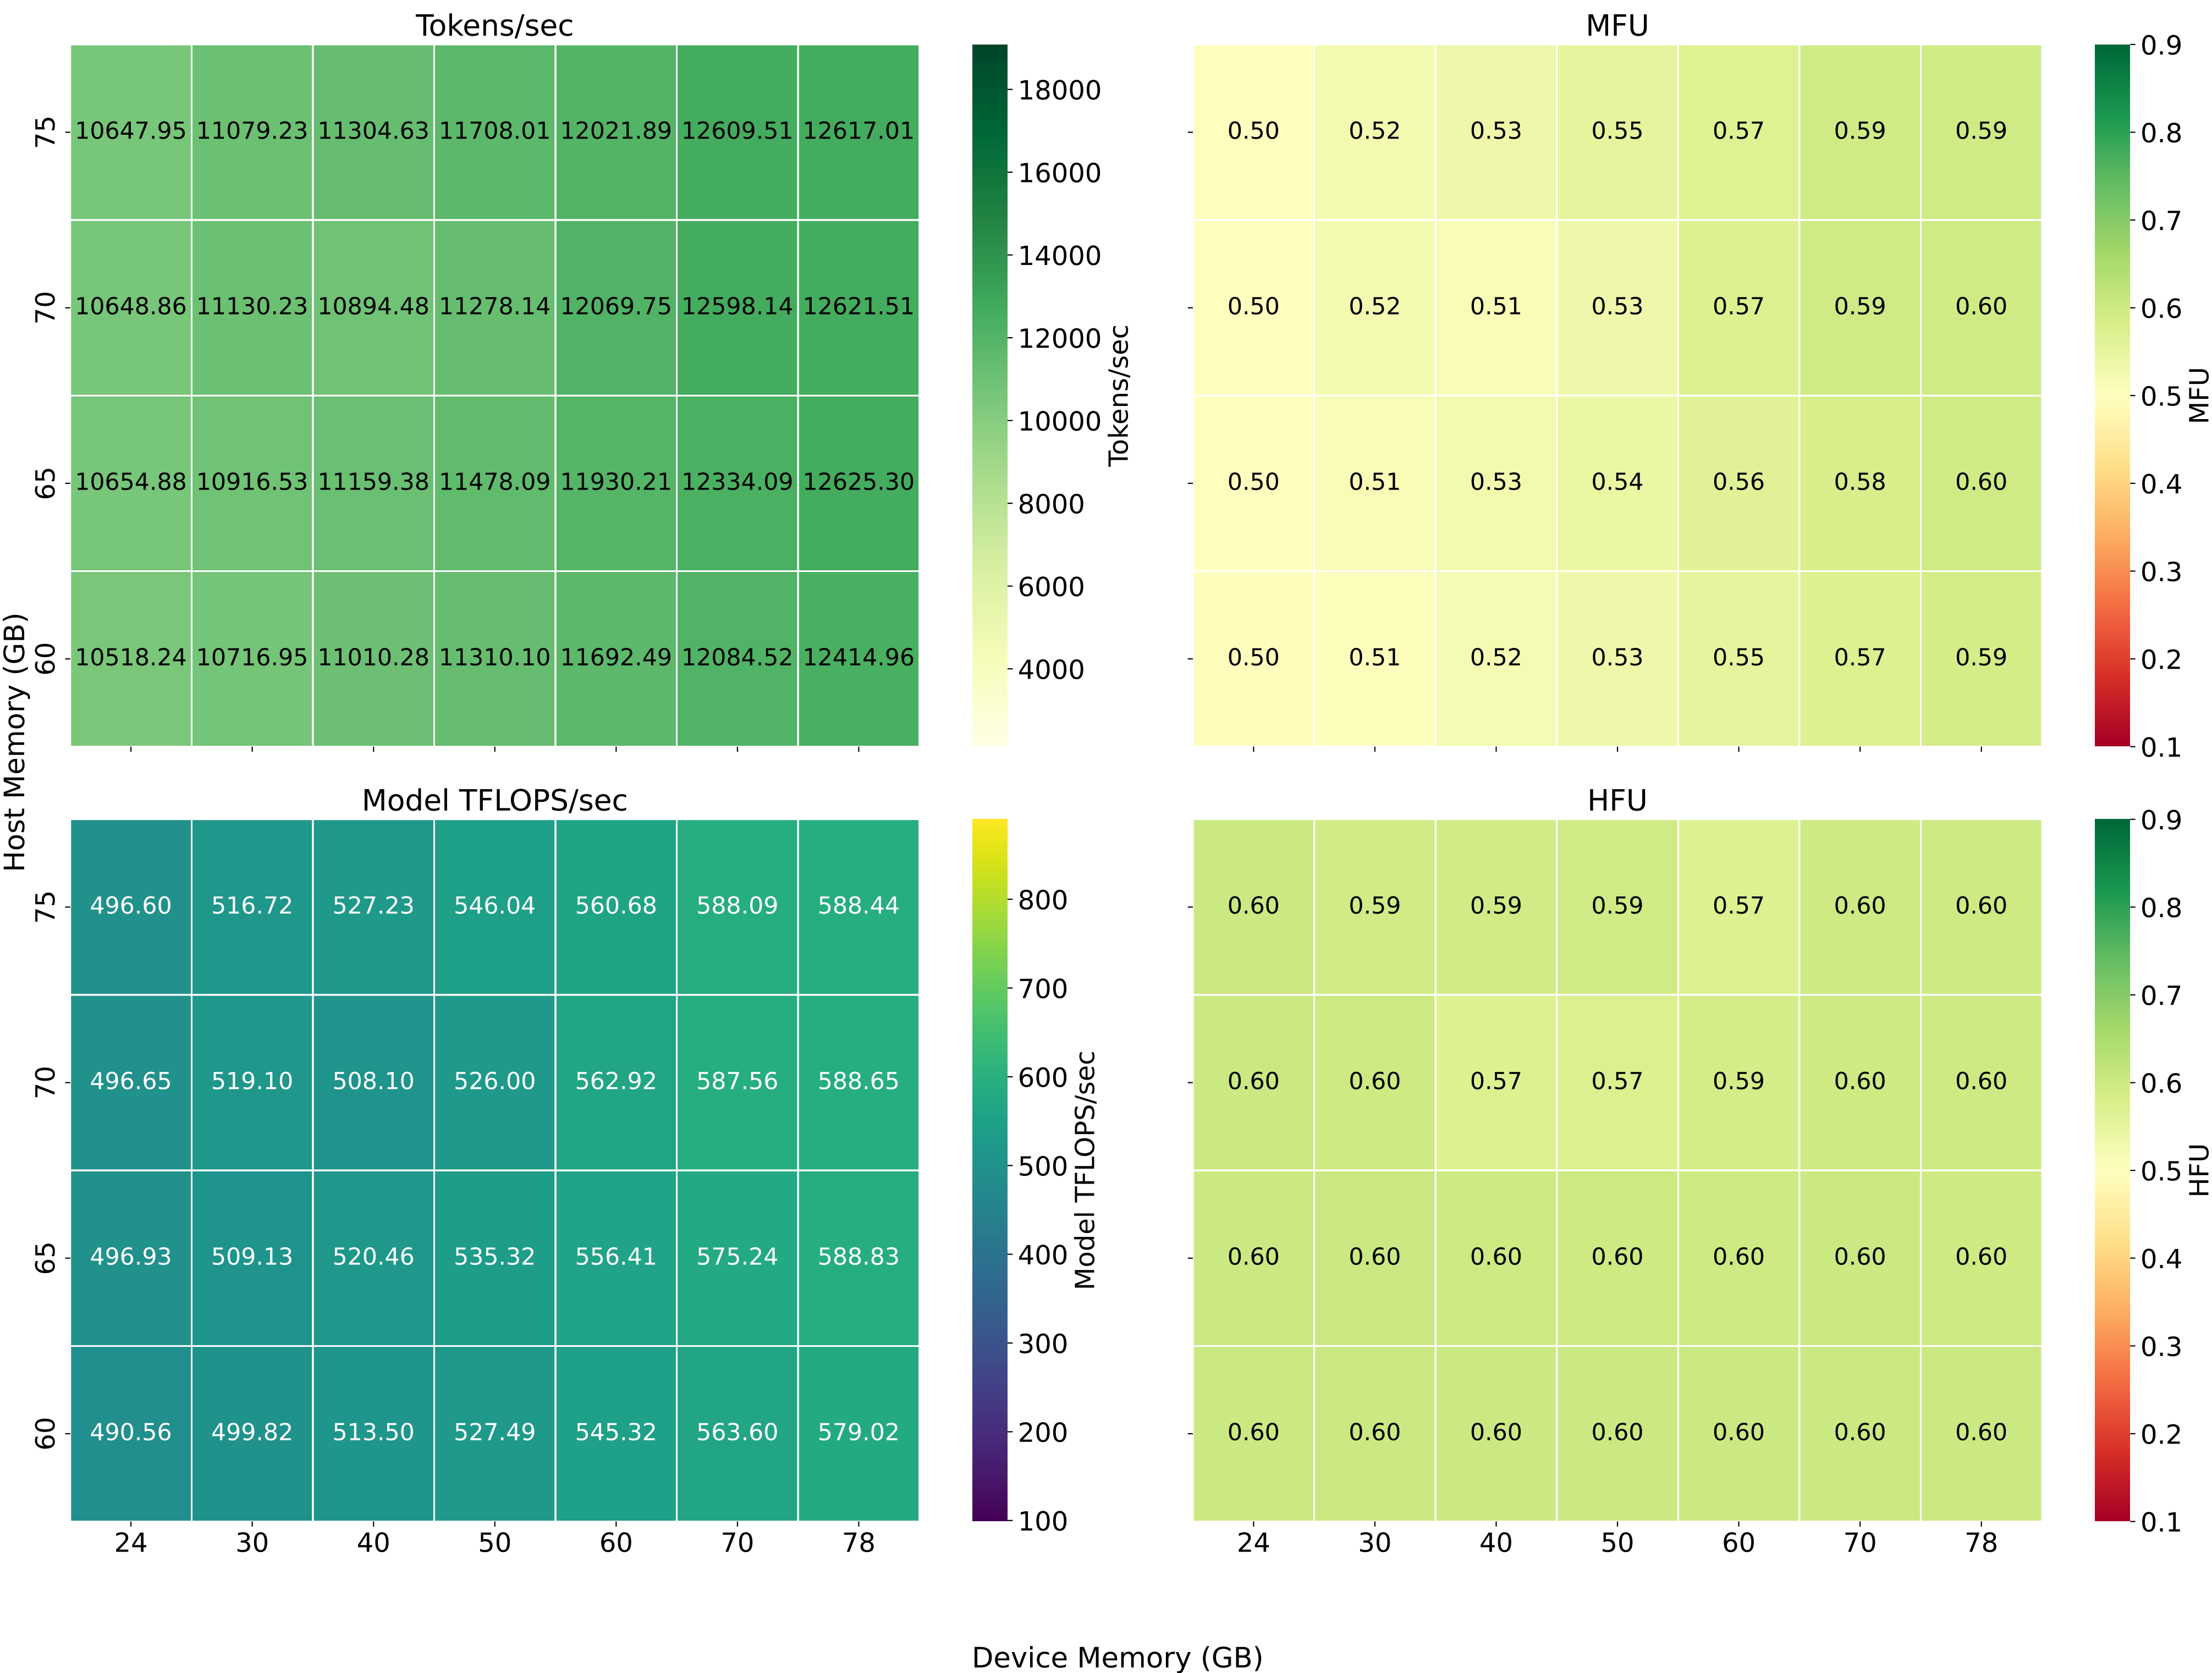 Tokens/sec
75 10647.95 11079.23 11304.63 11708.01 12021.89 12609.51 12617.01
70 10648.86 11130.23 10894.48 11278.14 12069.75 12598.14 12621.51
65 10654.88 10916.53 11159.38 11478.09 11930.21 12334.09 12625.30
60 10518.24 10716.95 11010.28 11310.10 11692.49 12084.52 12414.96
18000
16000
14000
12000
10000
8000
6000
4000
Tokens/sec
MFU
0.50 0.52 0.53 0.55 0.57 0.59 0.59
0.50 0.52 0.51 0.53 0.57 0.59 0.60
0.50 0.51 0.53 0.54 0.56 0.58 0.60
0.50 0.51 0.52 0.53 0.55 0.57 0.59
0.9
0.8
0.7
0.6
0.5
0.4
0.3
0.2
0.1
MFU
Host Memory (GB)
Model TFLOPS/sec
75 496.60 516.72 527.23 546.04 560.68 588.09 588.44
70 496.65 519.10 508.10 526.00 562.92 587.56 588.65
65 496.93 509.13 520.46 535.32 556.41 575.24 588.83
60 490.56 499.82 513.50 527.49 545.32 563.60 579.02
24 30 40 50 60 70 78
800
700
600
500
400
300
200
100
Model TFLOPS/sec
HFU
0.60 0.59 0.59 0.59 0.57 0.60 0.60
0.60 0.60 0.57 0.57 0.59 0.60 0.60
0.60 0.60 0.60 0.60 0.60 0.60 0.60
0.60 0.60 0.60 0.60 0.60 0.60 0.60
24 30 40 50 60 70 78
0.9
0.8
0.7
0.6
0.5
0.4
0.3
0.2
0.1
HFU
Device Memory (GB)